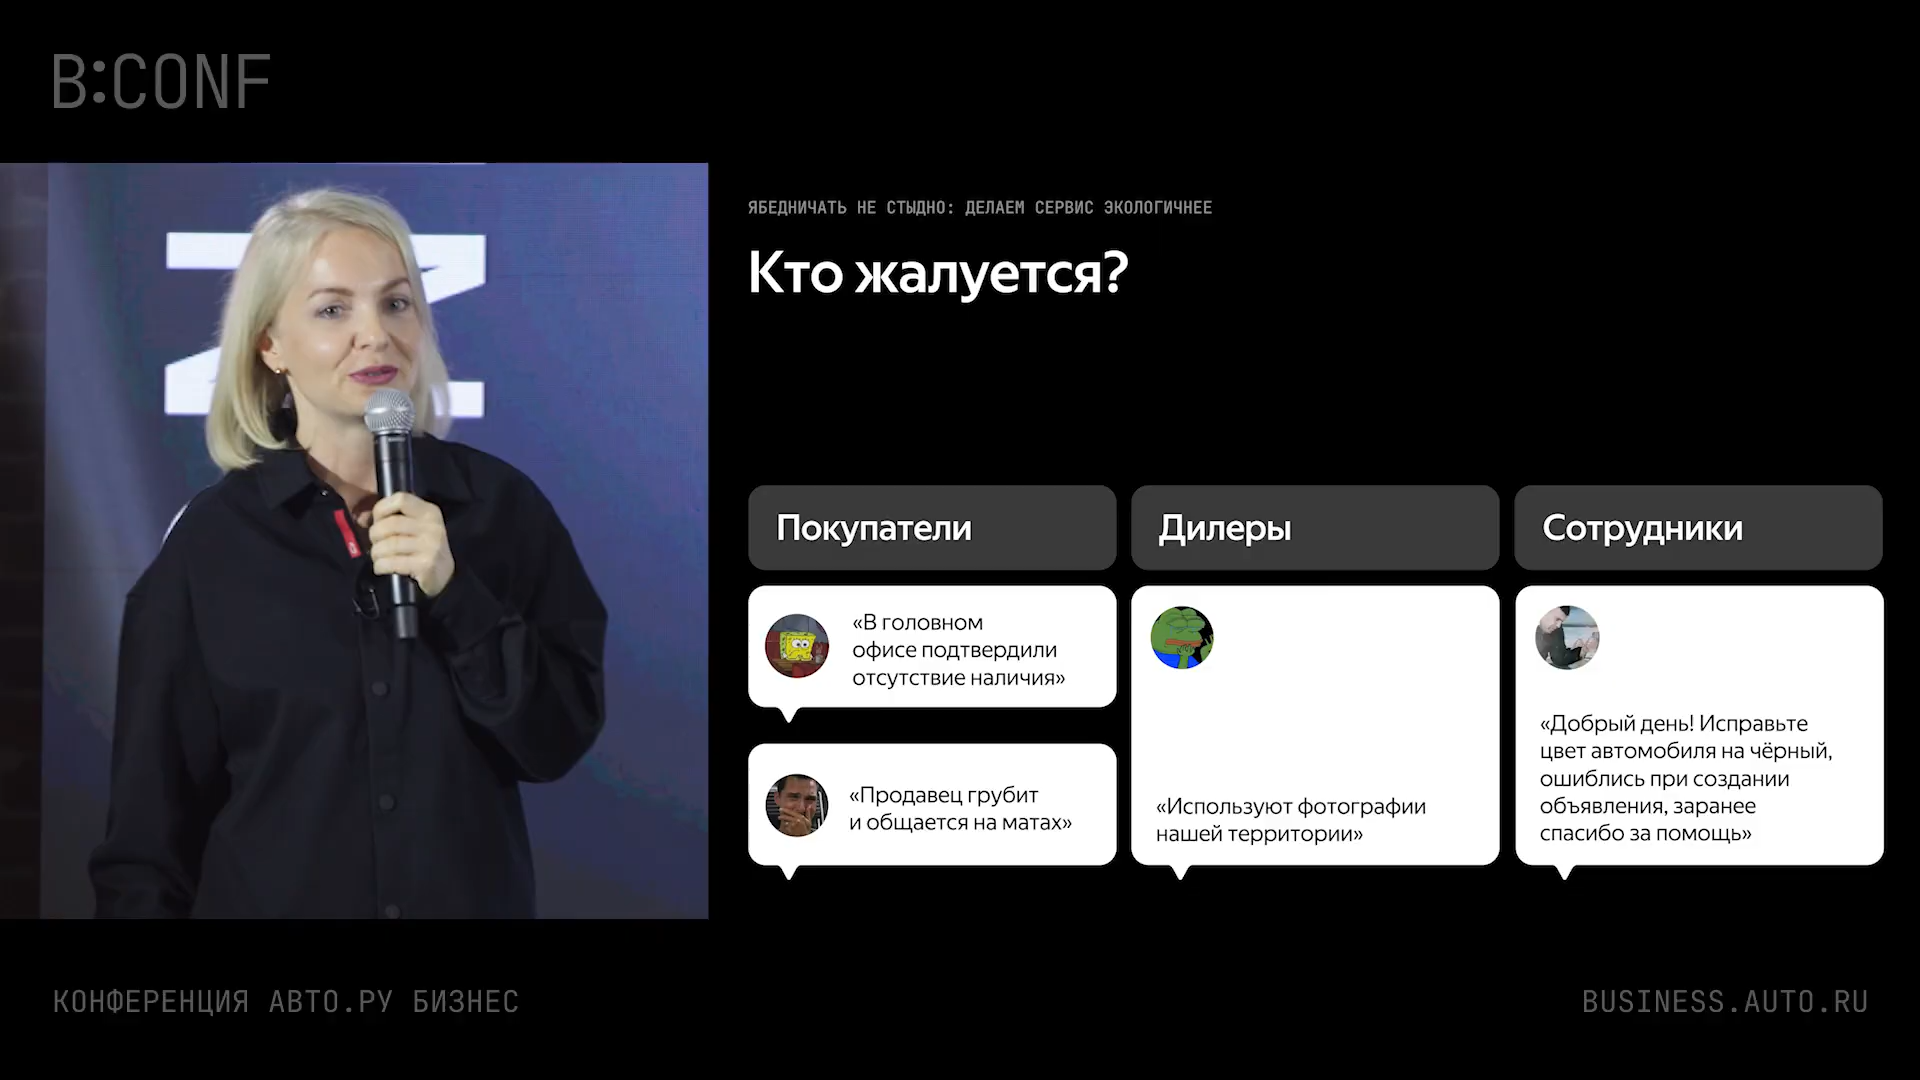 B:CONF
ЯБЕДНИЧАТЬ НЕ СТЫДНО: ДЕЛАЕМ СЕРВИС ЭКОЛОГИЧНЕЕ
Кто жалуется?
Покупатели
«В головном
офисе подтвердили
отсутствие наличия»
«Продавец грубит
и общается на матах»
Дилеры
«Используют фотографии
нашей территории»
Сотрудники
«Добрый день! Исправьте
цвет автомобиля на чёрный,
ошиблись при создании
объявления, заранее
спасибо за помощь»
КОНФЕРЕНЦИЯ АВТО.РУ БИЗНЕС
BUSINESS.AUTO.RU